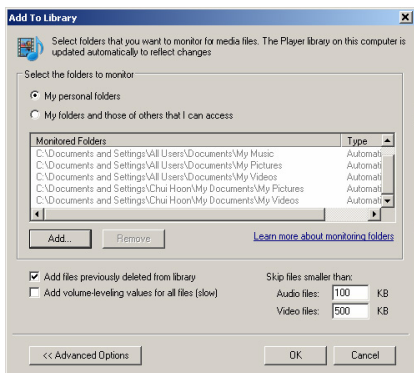 Add To Library
Select folders that you want to monitor for media files. The Player library on this computer is
updated automatically to reflect changes
Select the folders to monitor
My personal folders
My folders and those of others that I can access
Monitored Folders Type
C:\Documents and Settings\All Users\Documents\My Music Automati
C:\Documents and Settings\All Users\Documents\My Pictures Automati
C:\Documents and Settings\All Users\Documents\My Videos Automati
C:\Documents and Settings\Chui Hoon\My Documents\My Pictures Automati
C:\Documents and Settings\Chui Hoon\My Documents\My Videos Automati
Add... Remove Learn more about monitoring folders
Add files previously deleted from library Skip files smaller than:
Add volume-leveling values for all files (slow) Audio files: 100 KB
Video files: 500 KB
<< Advanced Options OK Cancel